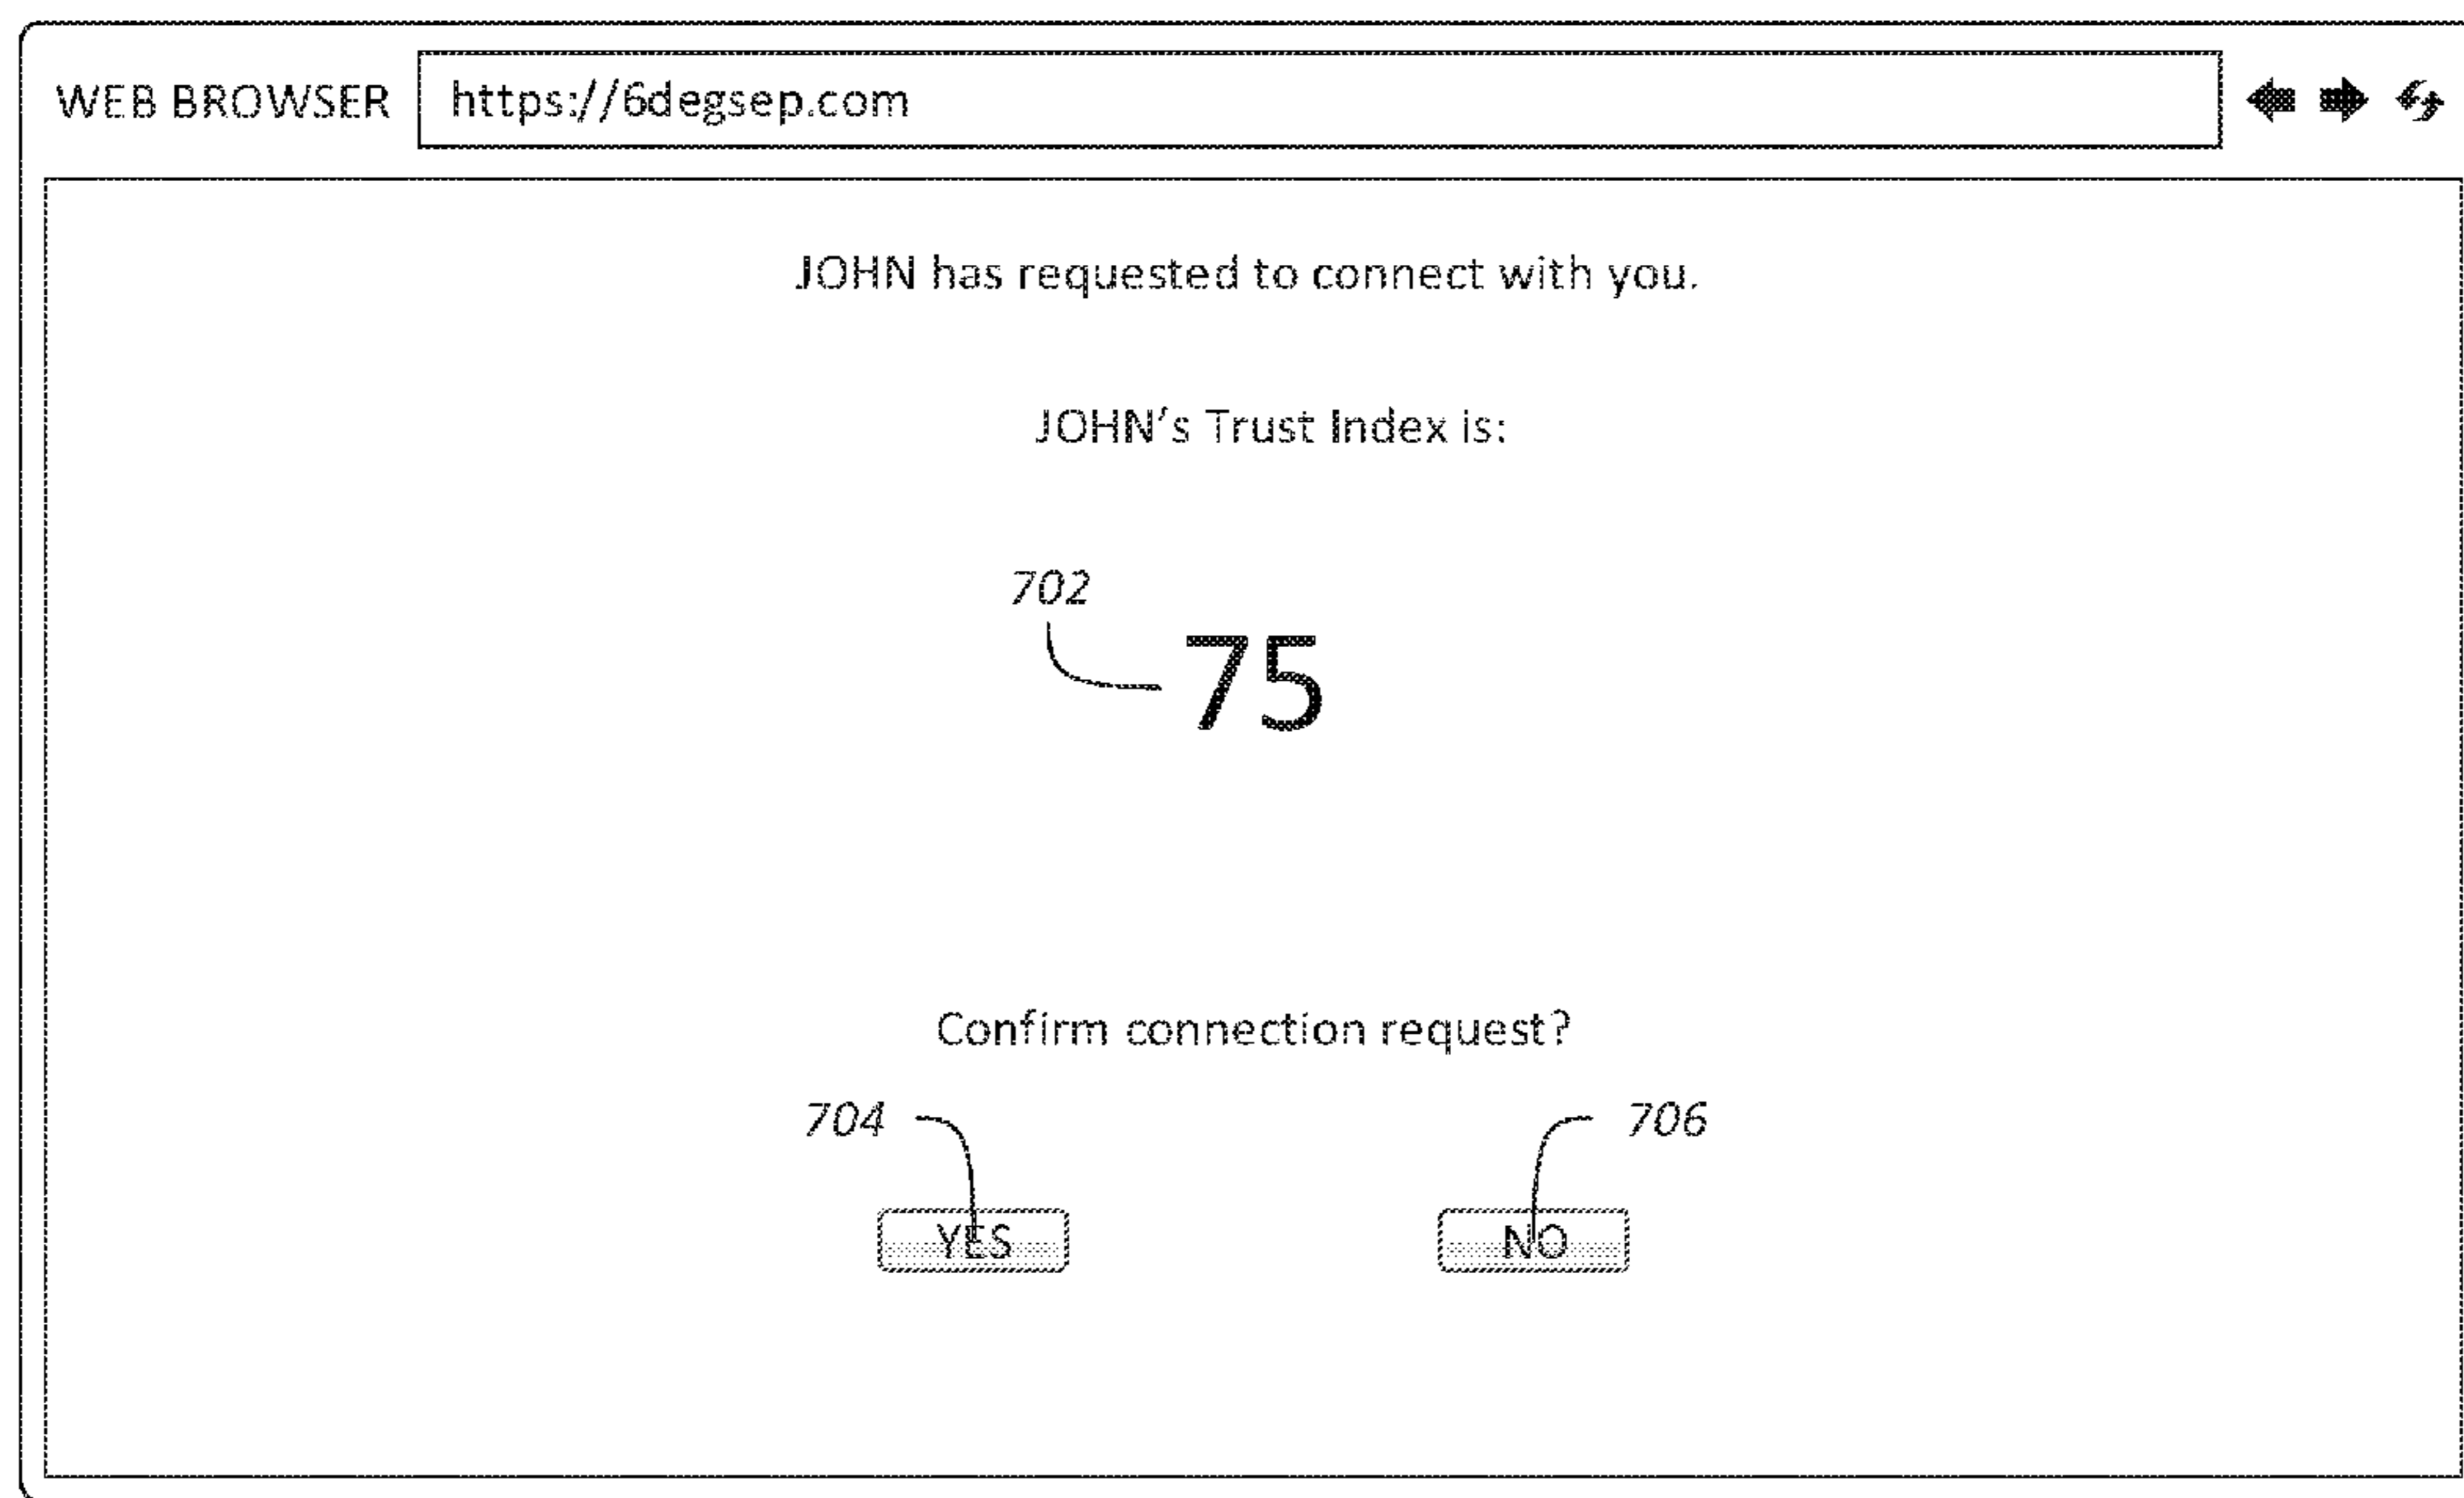 WEB BROWSER https://6degsep.com
JOHN has requested to connect with you.
JOHN's Trust Index is:
702
75
Confirm connection request?
704 706
YES NO